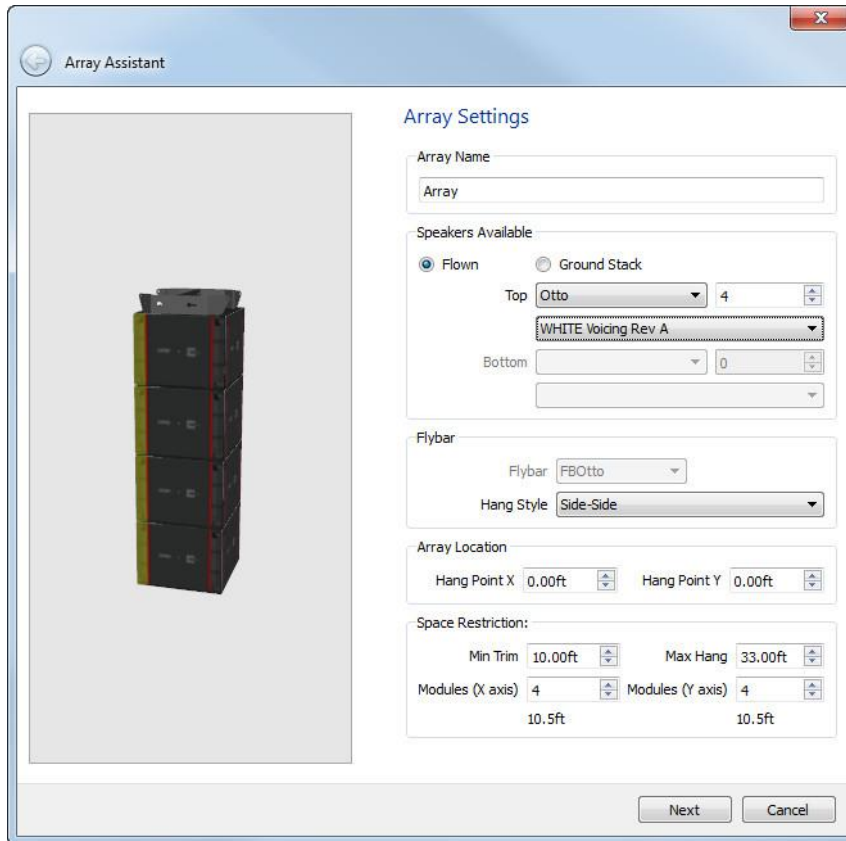 Array Assistant
Array Settings
Array Name
Array
Speakers Available
Flown Ground Stack
Top Otto 4
WHITE Voicing Rev A
Bottom 0
Flybar
Flybar FBOtto
Hang Style Side-Side
Array Location
Hang Point X 0.00ft Hang Point Y 0.00ft
Space Restriction:
Min Trim 10.00ft Max Hang 33.00ft
Modules (X axis) 4 Modules (Y axis) 4
10.5ft 10.5ft
Next Cancel